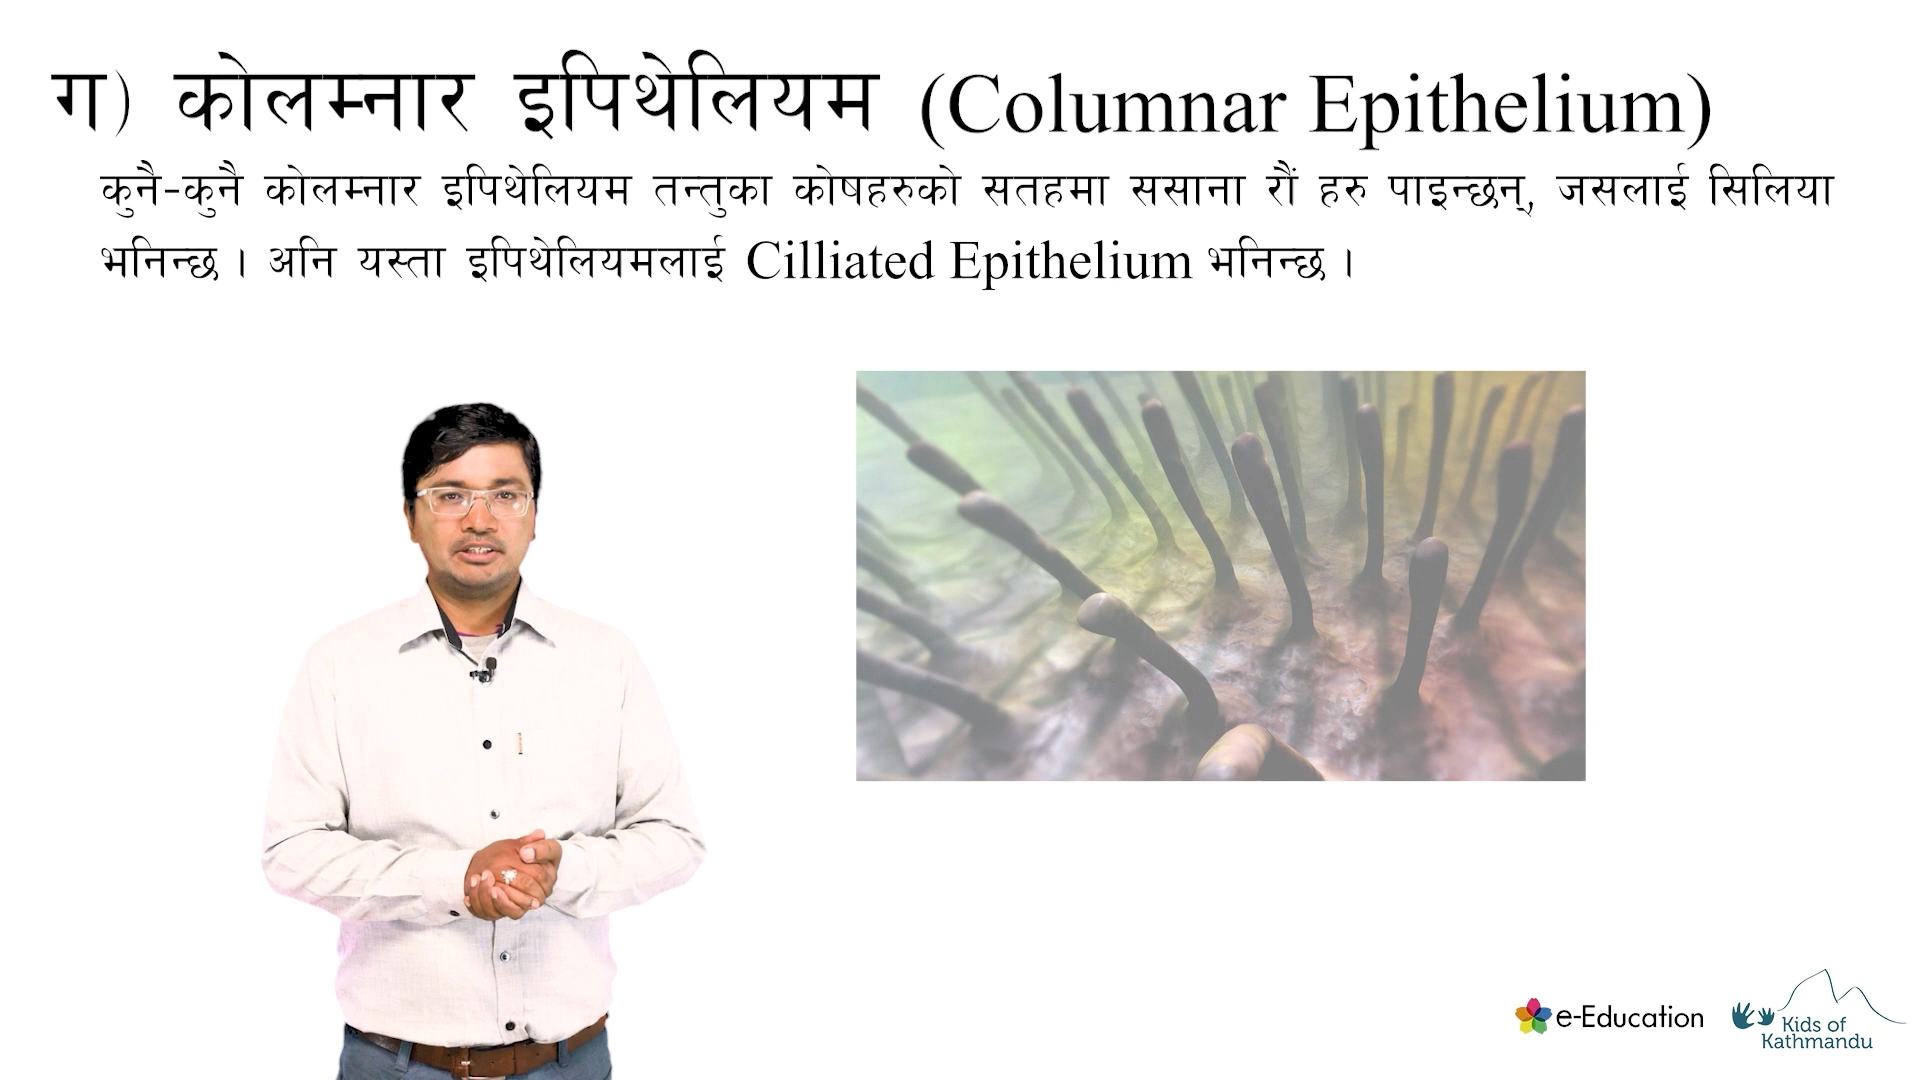 ग) कोलम्नार इपिथेलियम (Columnar Epithelium)
कुनै-कुनै कोलम्नार इपिथेलियम तन्तुका कोषहरुको सतहमा ससाना रौं हरु पाइन्छन्, जसलाई सिलिया
भनिन्छ । अनि यस्ता इपिथेलियमलाई Cilliated Epithelium भनिन्छ ।
e-Education
Kids of
Kathmandu